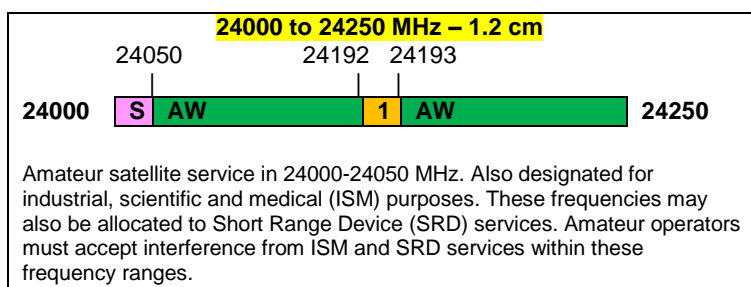 24000 to 24250 MHz – 1.2 cm
24050 24192 24193
24000 S AW 1 AW 24250
Amateur satellite service in 24000-24050 MHz. Also designated for
industrial, scientific and medical (ISM) purposes. These frequencies may
also be allocated to Short Range Device (SRD) services. Amateur operators
must accept interference from ISM and SRD services within these
frequency ranges.